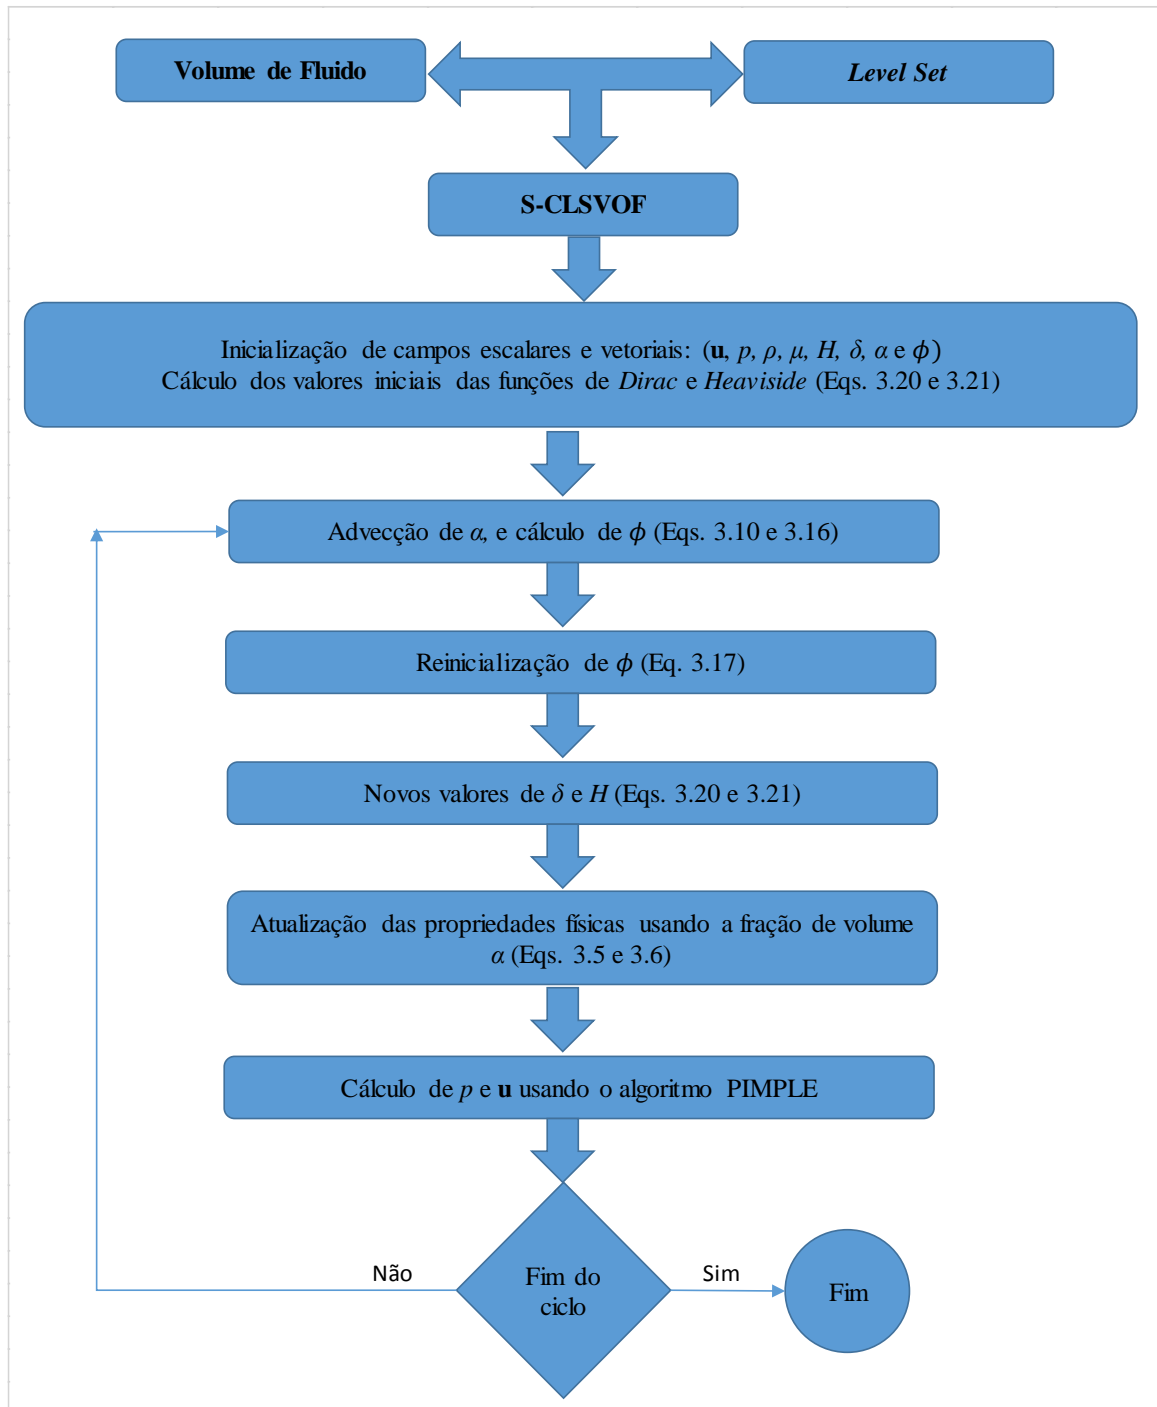 Volume de Fluido
Level Set
S-CLSVOF
Inicialização de campos escalares e vetoriais: (u, p, ρ, μ, H, δ, α e ϕ)
Cálculo dos valores iniciais das funções de Dirac e Heaviside (Eqs. 3.20 e 3.21)
Advecção de α, e cálculo de ϕ (Eqs. 3.10 e 3.16)
Reinicialização de ϕ (Eq. 3.17)
Novos valores de δ e H (Eqs. 3.20 e 3.21)
Atualização das propriedades físicas usando a fração de volume
α (Eqs. 3.5 e 3.6)
Cálculo de p e u usando o algoritmo PIMPLE
Não
Fim do
ciclo
Sim
Fim